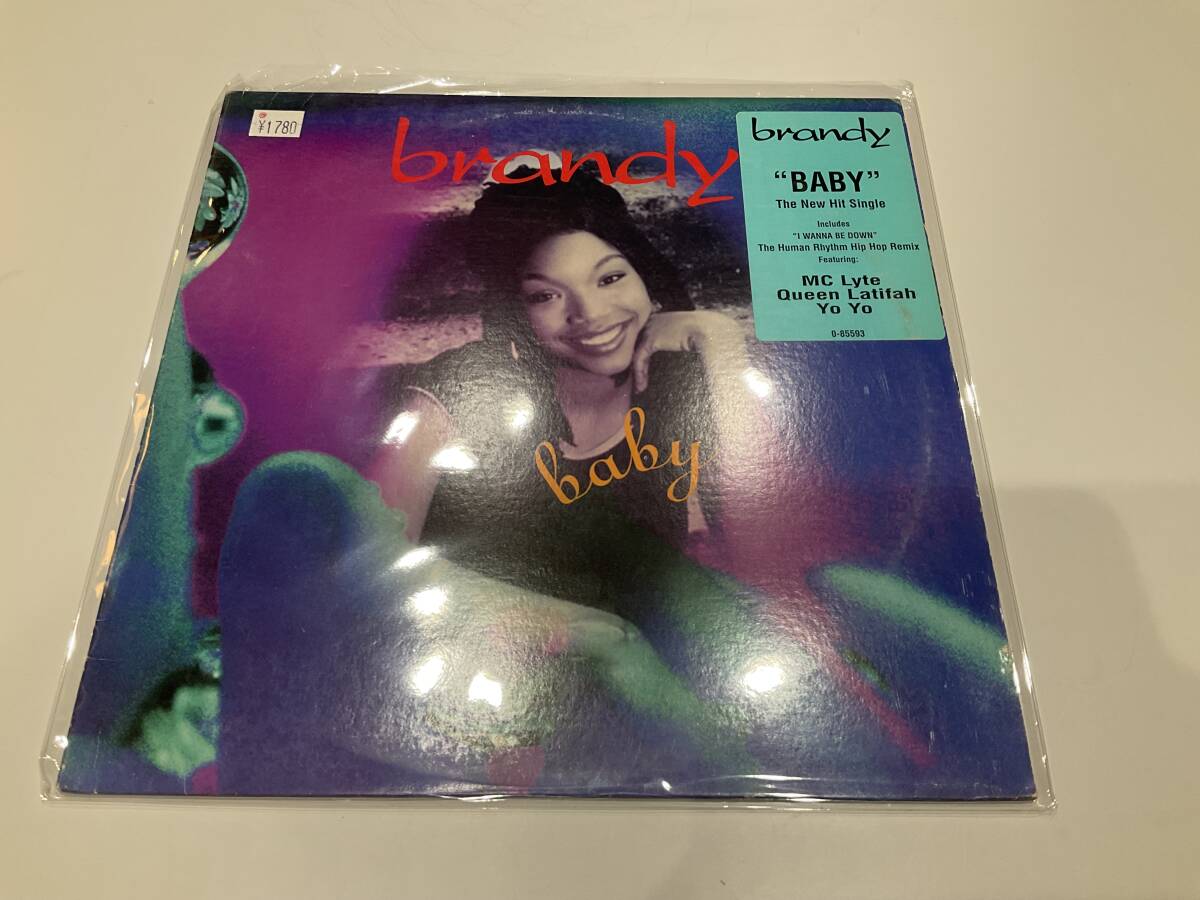 ¥1780
brandy
baby
brandy
"BABY"
The New Hit Single
Includes
"I WANNA BE DOWN"
The Human Rhythm Hip Hop Remix
Featuring:
MC Lyte
Queen Latifah
Yo Yo
0-85593